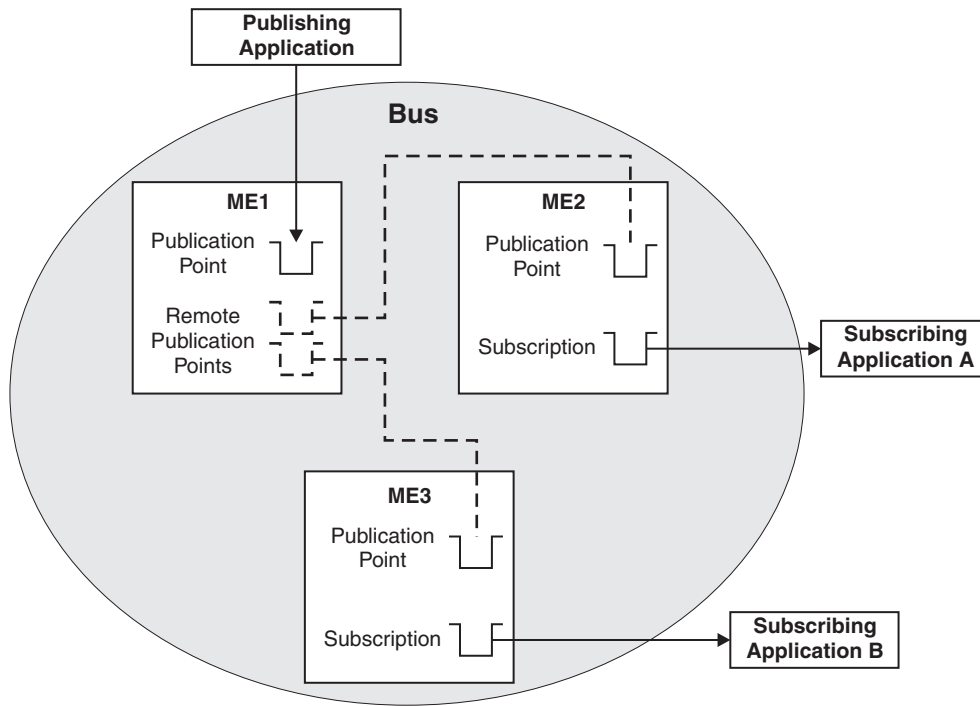 Publishing
Application
Bus
ME1
Publication
Point
Remote
Publication
Points
ME2
Publication
Point
Subscription
Subscribing
Application A
ME3
Publication
Point
Subscription
Subscribing
Application B